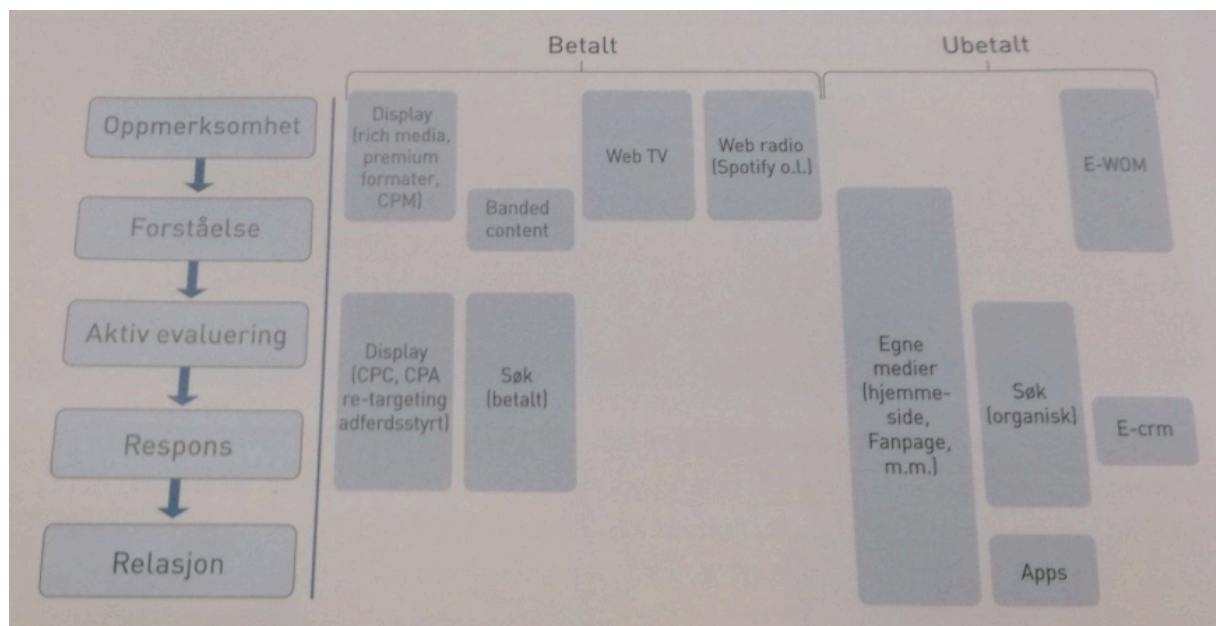 Betalt
Ubetalt
Oppmerksomhet
Forståelse
Aktiv evaluering
Respons
Relasjon
Display
(rich media,
premium
formater,
CPM)
Banded
content
Web TV
Web radio
(Spotify o.l.)
E-WOM
Display
(CPC, CPA
re-targeting
adferdsstyrt)
Søk
(betalt)
Egne
medier
(hjemme-
side,
Fanpage,
m.m.)
Søk
(organisk)
E-crm
Apps